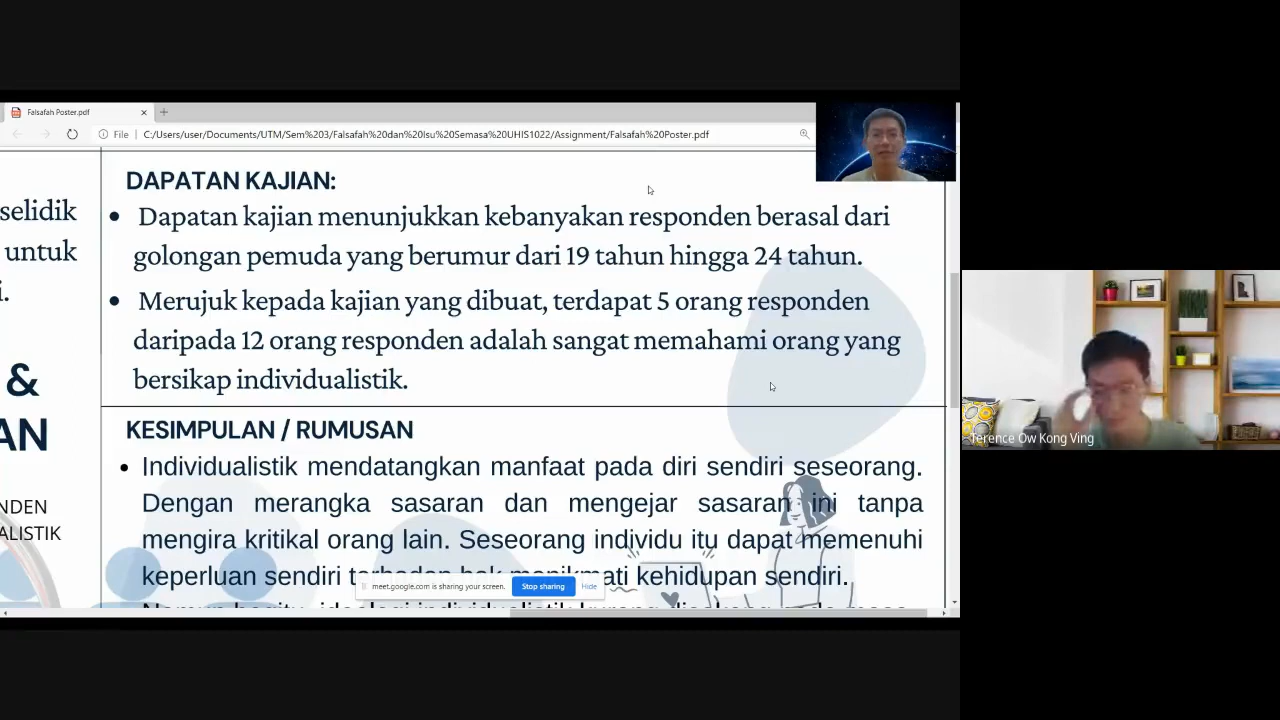 Falsafah Poster.pdf
File | C:/Users/user/Documents/UTM/Sem%203/Falsafah%20dan%20Isu%20Semasa%20UHIS1022/Assignment/Falsafah%20Poster.pdf
selidik
untuk
i.
&
AN
NDEN
ALISTIK
DAPATAN KAJIAN:
• Dapatan kajian menunjukkan kebanyakan responden berasal dari
golongan pemuda yang berumur dari 19 tahun hingga 24 tahun.
• Merujuk kepada kajian yang dibuat, terdapat 5 orang responden
daripada 12 orang responden adalah sangat memahami orang yang
bersikap individualistik.
KESIMPULAN / RUMUSAN
• Individualistik mendatangkan manfaat pada diri sendiri seseorang.
Dengan merangka sasaran dan mengejar sasaran ini tanpa
mengira kritikal orang lain. Seseorang individu itu dapat memenuhi
keperluan sendiri terhadap hak menikmati kehidupan sendiri.
meet.google.com is sharing your screen. Stop sharing Hide
Terence Ow Kong Ving